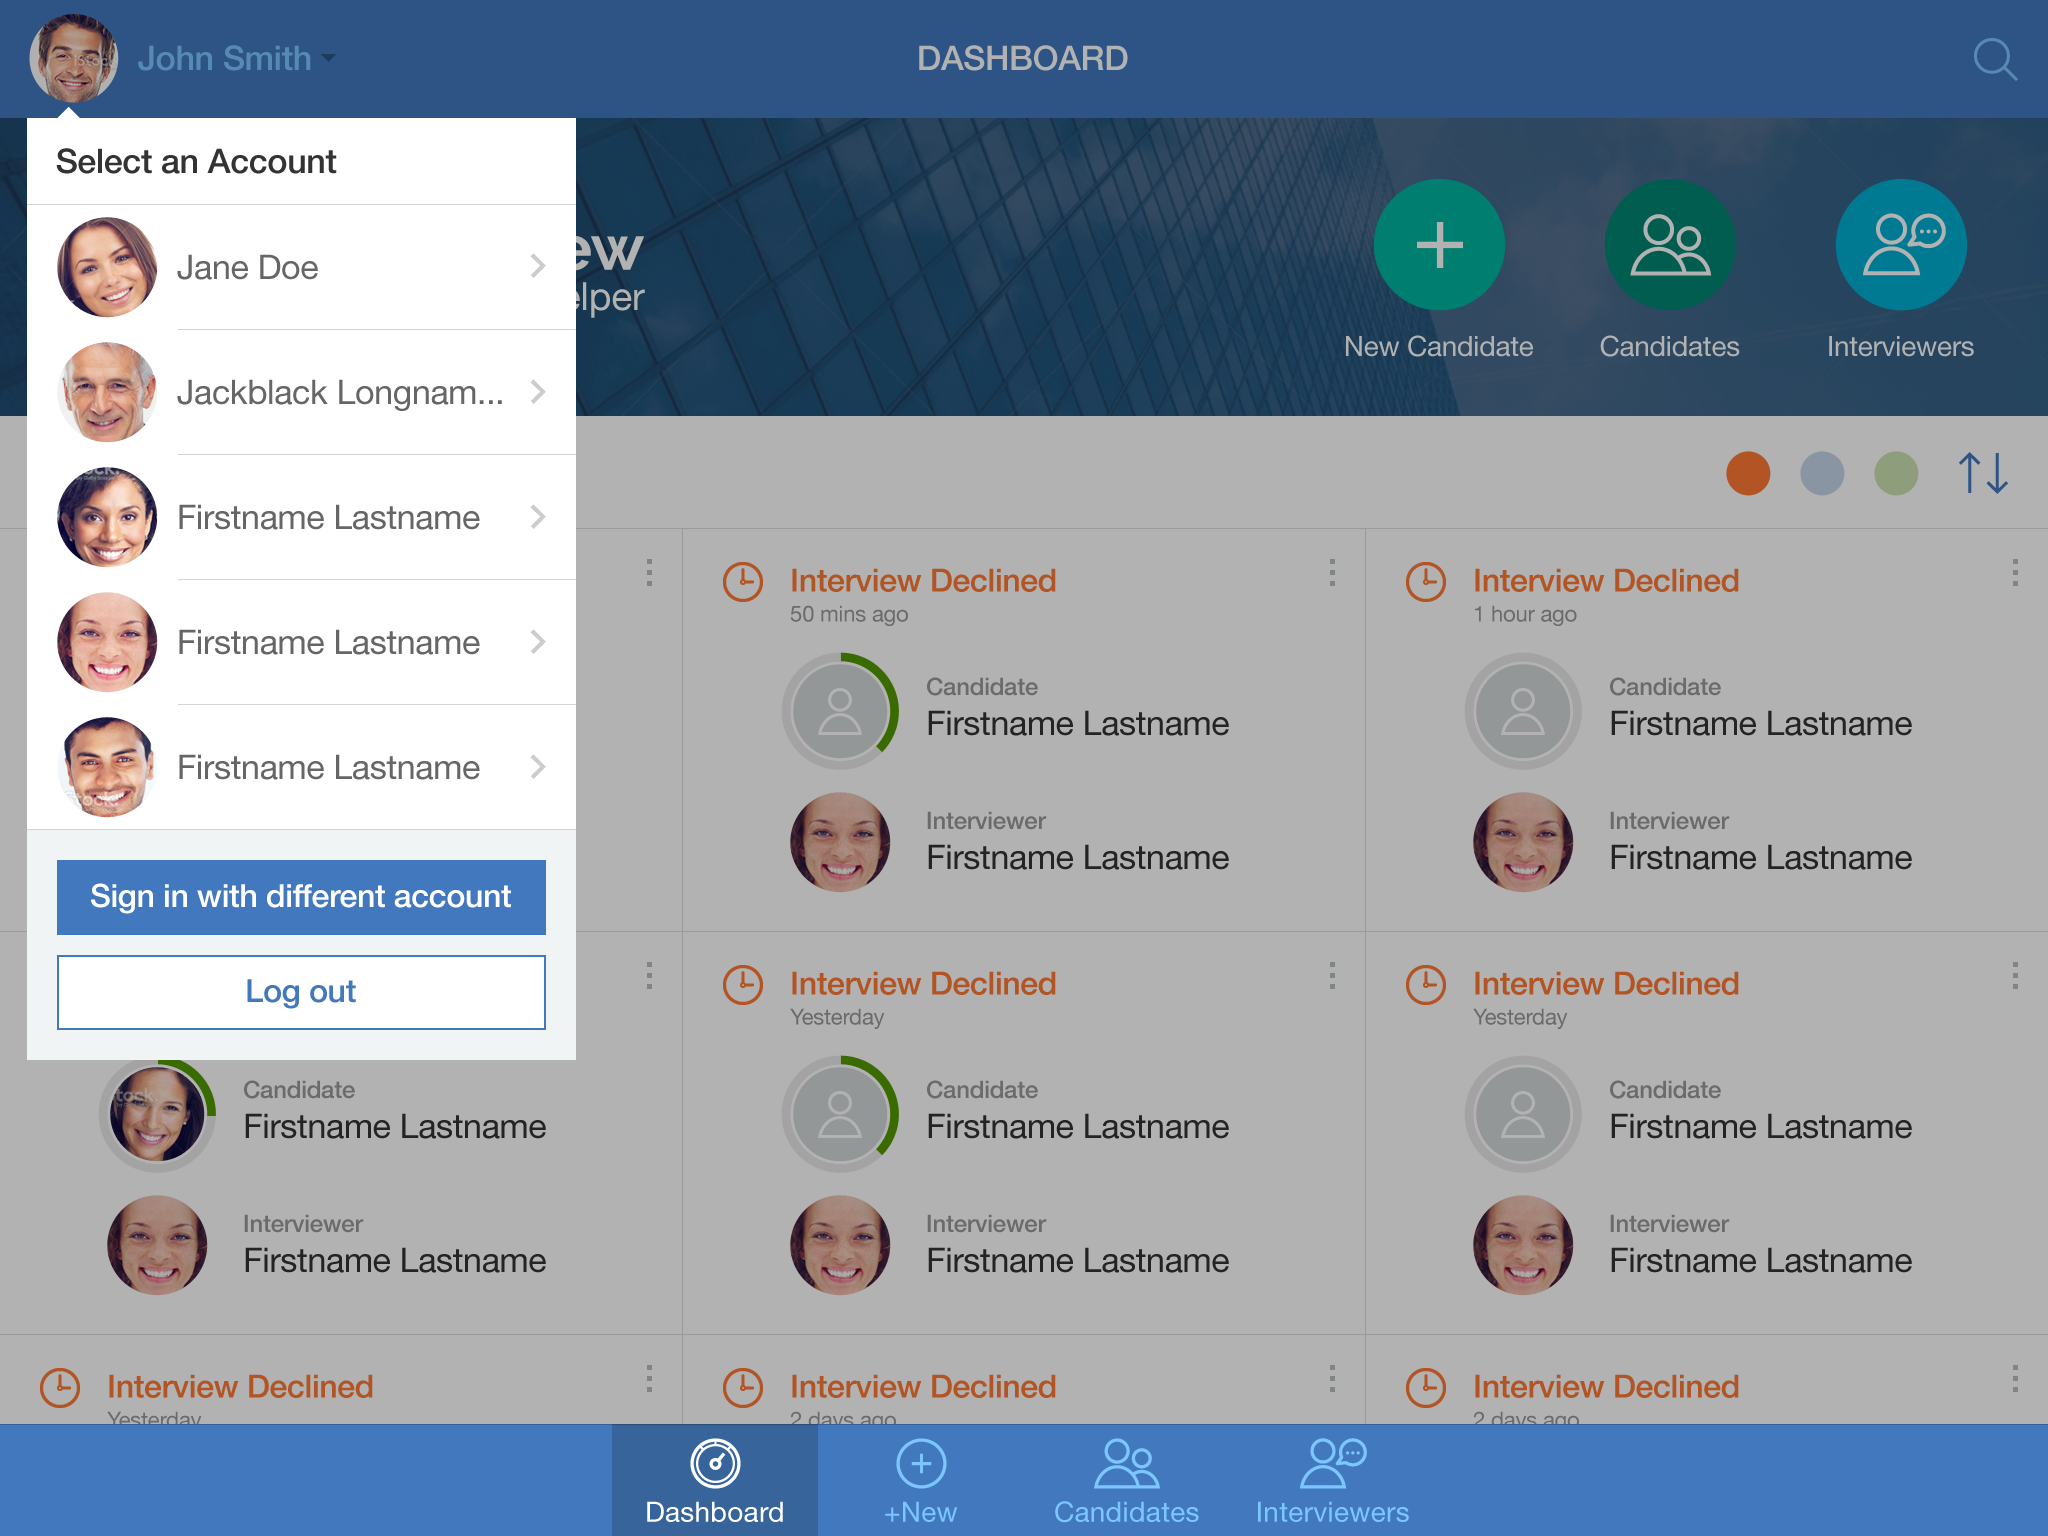 John Smith
DASHBOARD
Select an Account
Jane Doe
Jackblack Longnam...
Firstname Lastname
Firstname Lastname
Firstname Lastname
Sign in with different account
Log out
ew
elper
New Candidate
Candidates
Interviewers
Interview Declined
50 mins ago
Candidate
Firstname Lastname
Interviewer
Firstname Lastname
Interview Declined
1 hour ago
Candidate
Firstname Lastname
Interviewer
Firstname Lastname
Candidate
Firstname Lastname
Interviewer
Firstname Lastname
Interview Declined
Yesterday
Candidate
Firstname Lastname
Interviewer
Firstname Lastname
Interview Declined
Yesterday
Candidate
Firstname Lastname
Interviewer
Firstname Lastname
Interview Declined
Yesterday
Interview Declined
2 days ago
Interview Declined
2 days ago
Dashboard
+New
Candidates
Interviewers